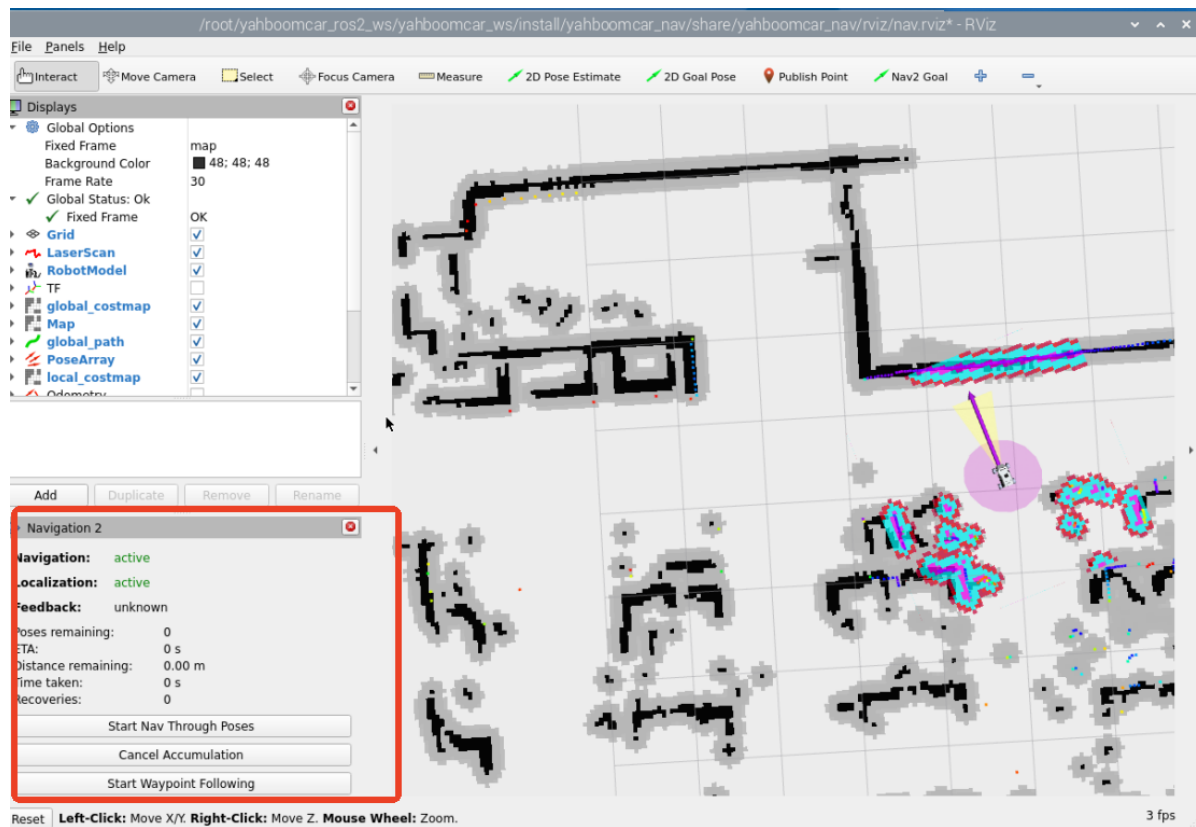 /root/yahboomcar_ros2_ws/yahboomcar_ws/install/yahboomcar_nav/share/yahboomcar_nav/rviz/nav.rviz* - RViz
File Panels Help
Interact Move Camera Select Focus Camera Measure 2D Pose Estimate 2D Goal Pose Publish Point Nav2 Goal
Displays
Global Options
Fixed Frame map
Background Color 48; 48; 48
Frame Rate 30
Global Status: Ok
Fixed Frame OK
Grid
LaserScan
RobotModel
TF
global_costmap
Map
global_path
PoseArray
local_costmap
Odometry
Add Duplicate Remove Rename
Navigation 2
Navigation: active
Localization: active
Feedback: unknown
Poses remaining: 0
ETA: 0 s
Distance remaining: 0.00 m
Time taken: 0 s
Recoveries: 0
Start Nav Through Poses
Cancel Accumulation
Start Waypoint Following
Reset Left-Click: Move X/Y. Right-Click: Move Z. Mouse Wheel: Zoom. 3 fps